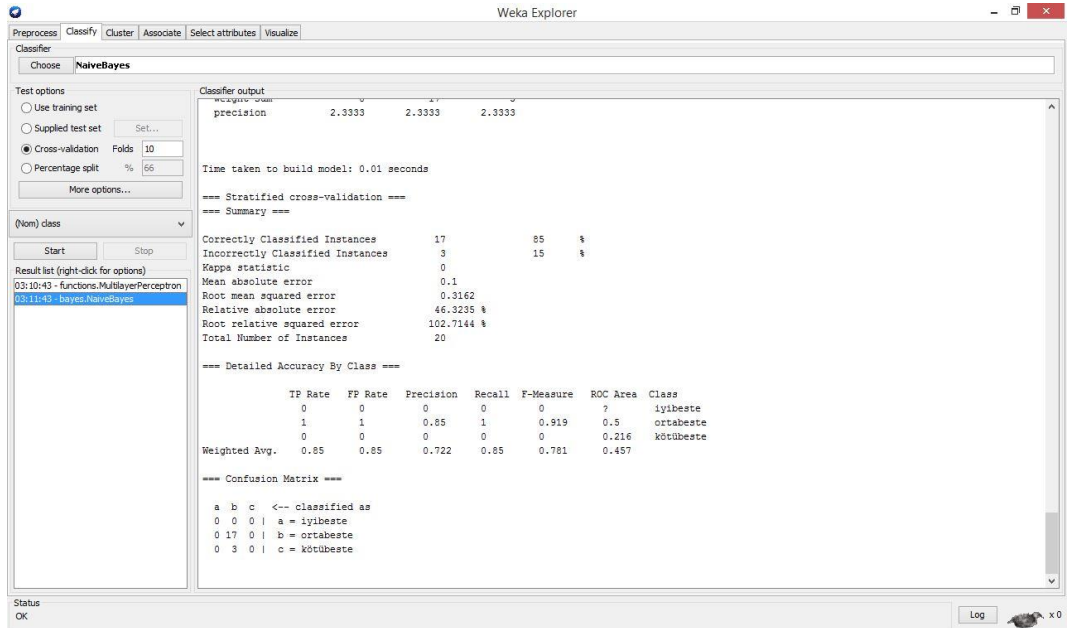 Weka Explorer
Preprocess Classify Cluster Associate Select attributes Visualize
Classifier
Choose NaiveBayes
Test options
Use training set
Supplied test set Set...
Cross-validation Folds 10
Percentage split % 66
More options...
(Nom) class
Start Stop
Result list (right-click for options)
03:10:43 - functions.MultilayerPerceptron
03:11:43 - bayes.NaiveBayes
Classifier output
precision 2.3333 2.3333 2.3333
Time taken to build model: 0.01 seconds
=== Stratified cross-validation ===
=== Summary ===
Correctly Classified Instances 17 85 %
Incorrectly Classified Instances 3 15 %
Kappa statistic 0
Mean absolute error 0.1
Root mean squared error 0.3162
Relative absolute error 46.3235 %
Root relative squared error 102.7144 %
Total Number of Instances 20
=== Detailed Accuracy By Class ===
TP Rate FP Rate Precision Recall F-Measure ROC Area Class
0 0 0 0 0 ? iyibeste
1 1 0.85 1 0.919 0.5 ortabeste
0 0 0 0 0 0.216 kötübeste
Weighted Avg. 0.85 0.85 0.722 0.85 0.781 0.457
=== Confusion Matrix ===
a b c <-- classified as
0 0 0 | a = iyibeste
0 17 0 | b = ortabeste
0 3 0 | c = kötübeste
Status
OK
Log x 0